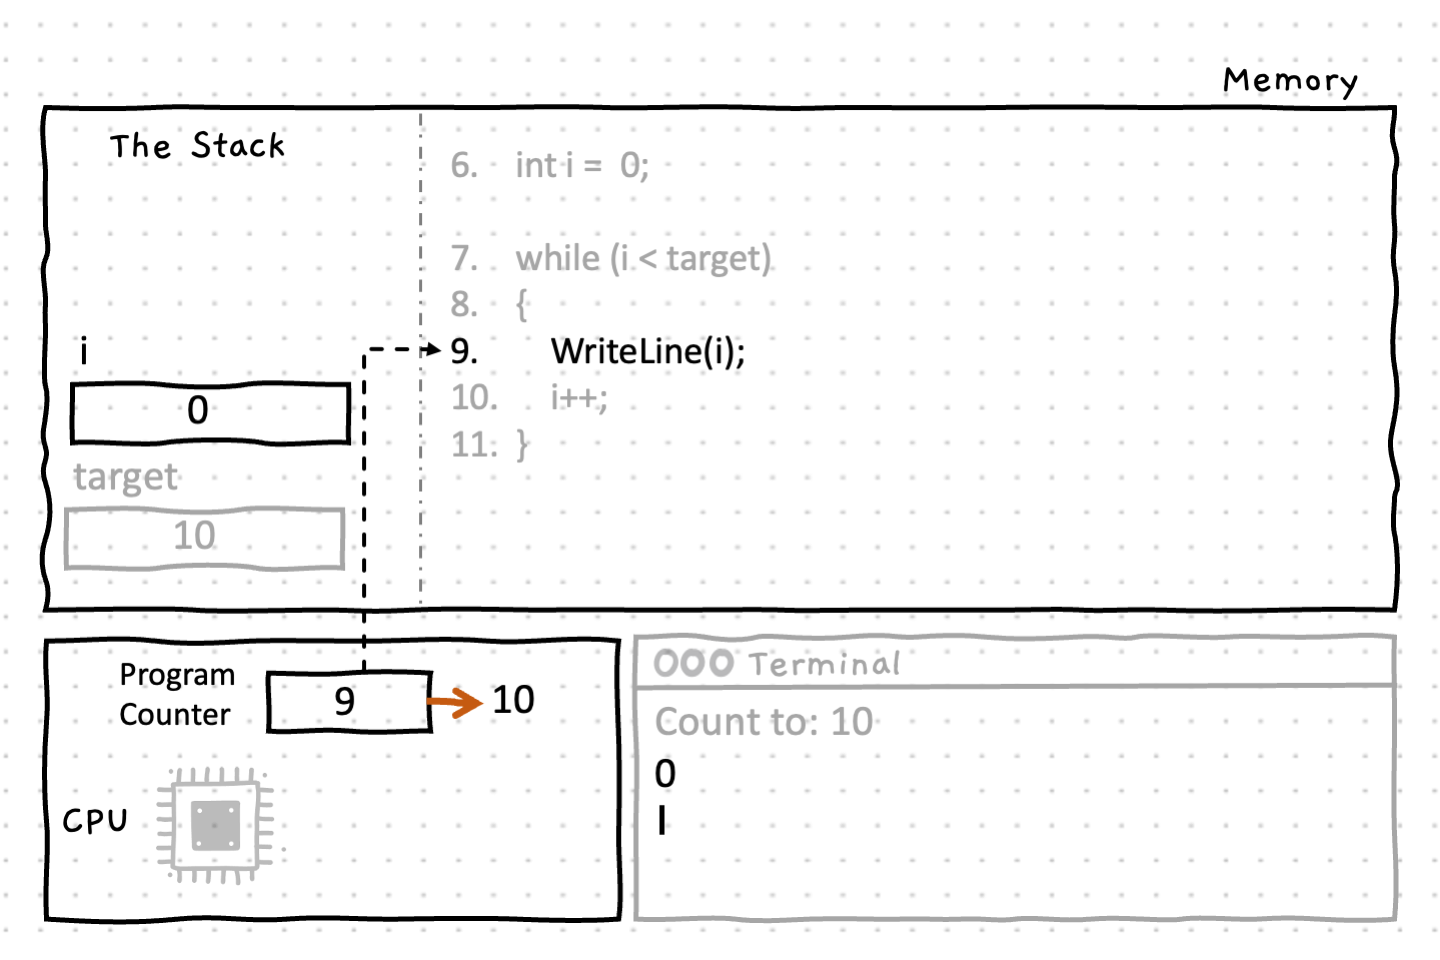 Memory
The Stack
6. int i = 0;
7. while (i < target)
8. {
i
9. WriteLine(i);
0
10. i++;
11. }
target
10
Program
Counter
9
10
CPU
Terminal
Count to: 10
0